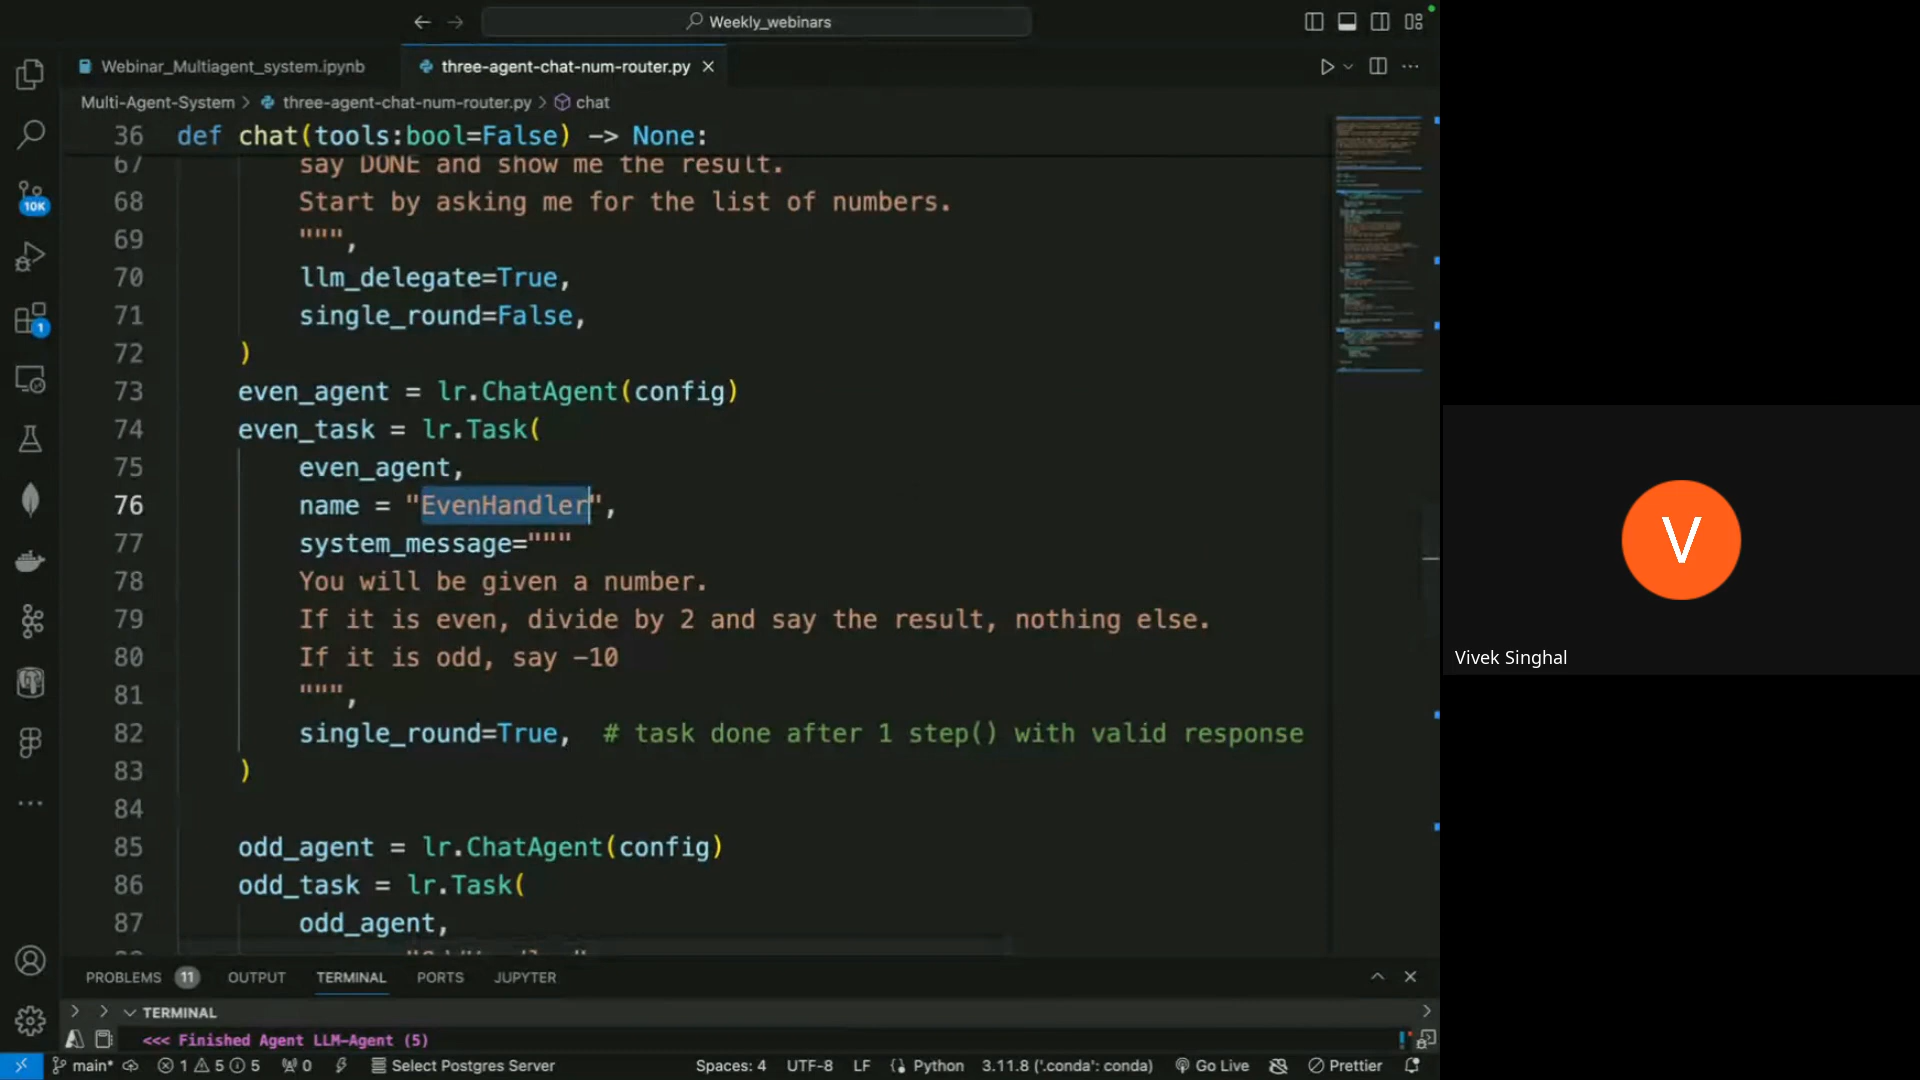 Weekly_webinars
Webinar_Multiagent_system.ipynb
three-agent-chat-num-router.py
Multi-Agent-System > three-agent-chat-num-router.py > chat
36 def chat(tools:bool=False) -> None:
67 say DONE and show me the result.
68 Start by asking me for the list of numbers.
69 """,
70 llm_delegate=True,
71 single_round=False,
72 )
73 even_agent = lr.ChatAgent(config)
74 even_task = lr.Task(
75 even_agent,
76 name = "EvenHandler",
77 system_message="""
78 You will be given a number.
79 If it is even, divide by 2 and say the result, nothing else.
80 If it is odd, say -10
81 """,
82 single_round=True, # task done after 1 step() with valid response
83 )
84
85 odd_agent = lr.ChatAgent(config)
86 odd_task = lr.Task(
87 odd_agent,
10K
1
PROBLEMS 11 OUTPUT TERMINAL PORTS JUPYTER
TERMINAL
<<< Finished Agent LLM-Agent (5)
main* 1 5 5 0 Select Postgres Server Spaces: 4 UTF-8 LF Python 3.11.8 ('.conda': conda) Go Live Prettier
V
Vivek Singhal